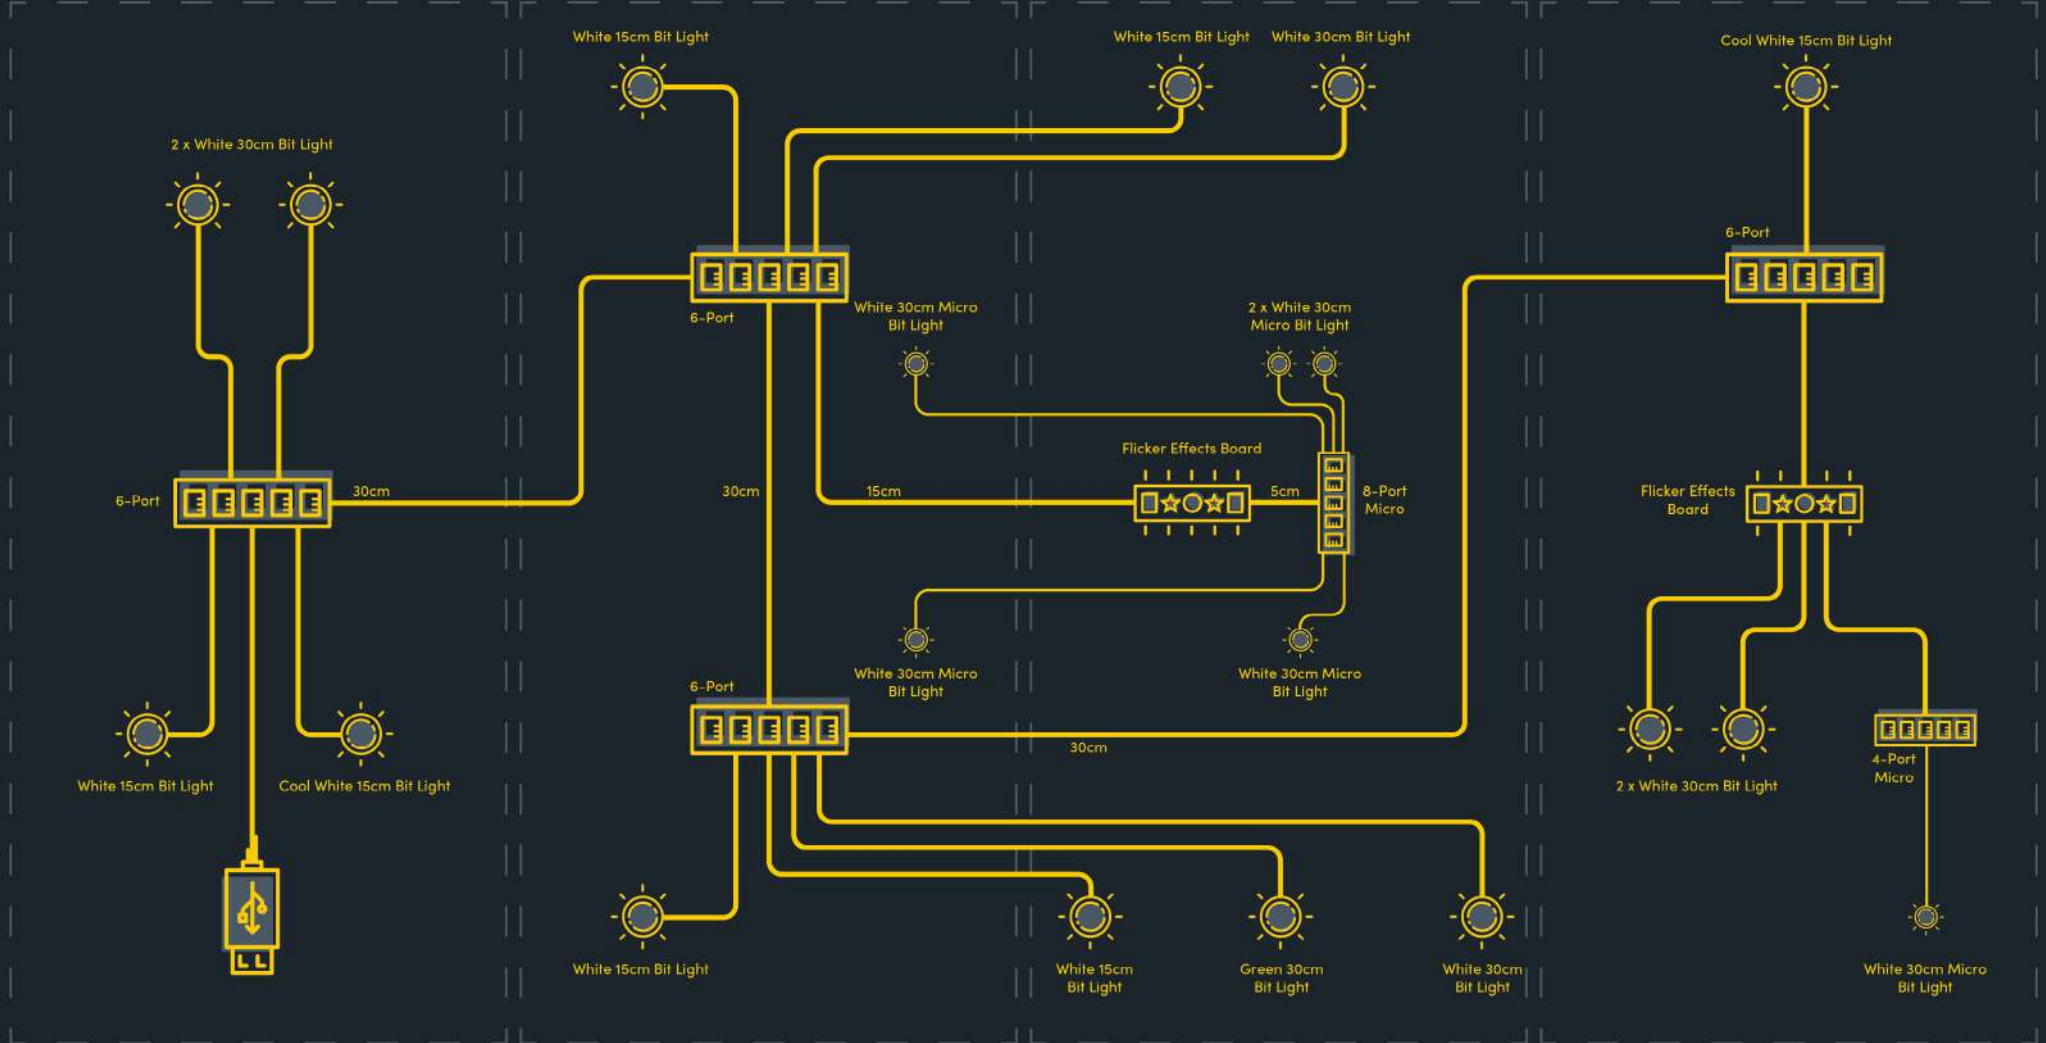 2 x White 30cm Bit Light
6-Port
30cm
White 15cm Bit Light
Cool White 15cm Bit Light
White 15cm Bit Light
6-Port
White 30cm Micro
Bit Light
30cm
15cm
White 30cm Micro
Bit Light
6-Port
White 15cm Bit Light
White 15cm Bit Light
White 30cm Bit Light
2 x White 30cm
Micro Bit Light
Flicker Effects Board
5cm
8-Port
Micro
White 30cm Micro
Bit Light
30cm
White 15cm
Bit Light
Green 30cm
Bit Light
White 30cm
Bit Light
Cool White 15cm Bit Light
6-Port
Flicker Effects
Board
2 x White 30cm Bit Light
4-Port
Micro
White 30cm Micro
Bit Light